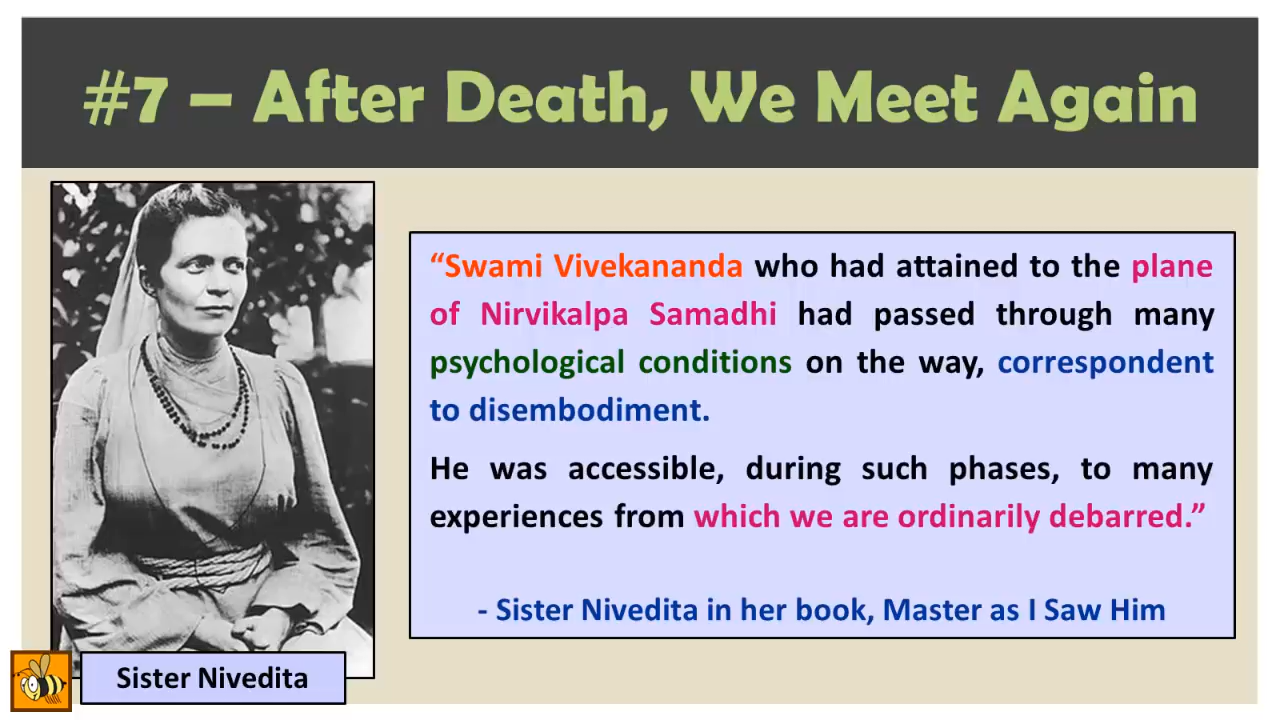 #7 – After Death, We Meet Again
“Swami Vivekananda who had attained to the plane
of Nirvikalpa Samadhi had passed through many
psychological conditions on the way, correspondent
to disembodiment.
He was accessible, during such phases, to many
experiences from which we are ordinarily debarred.”
- Sister Nivedita in her book, Master as I Saw Him
Sister Nivedita